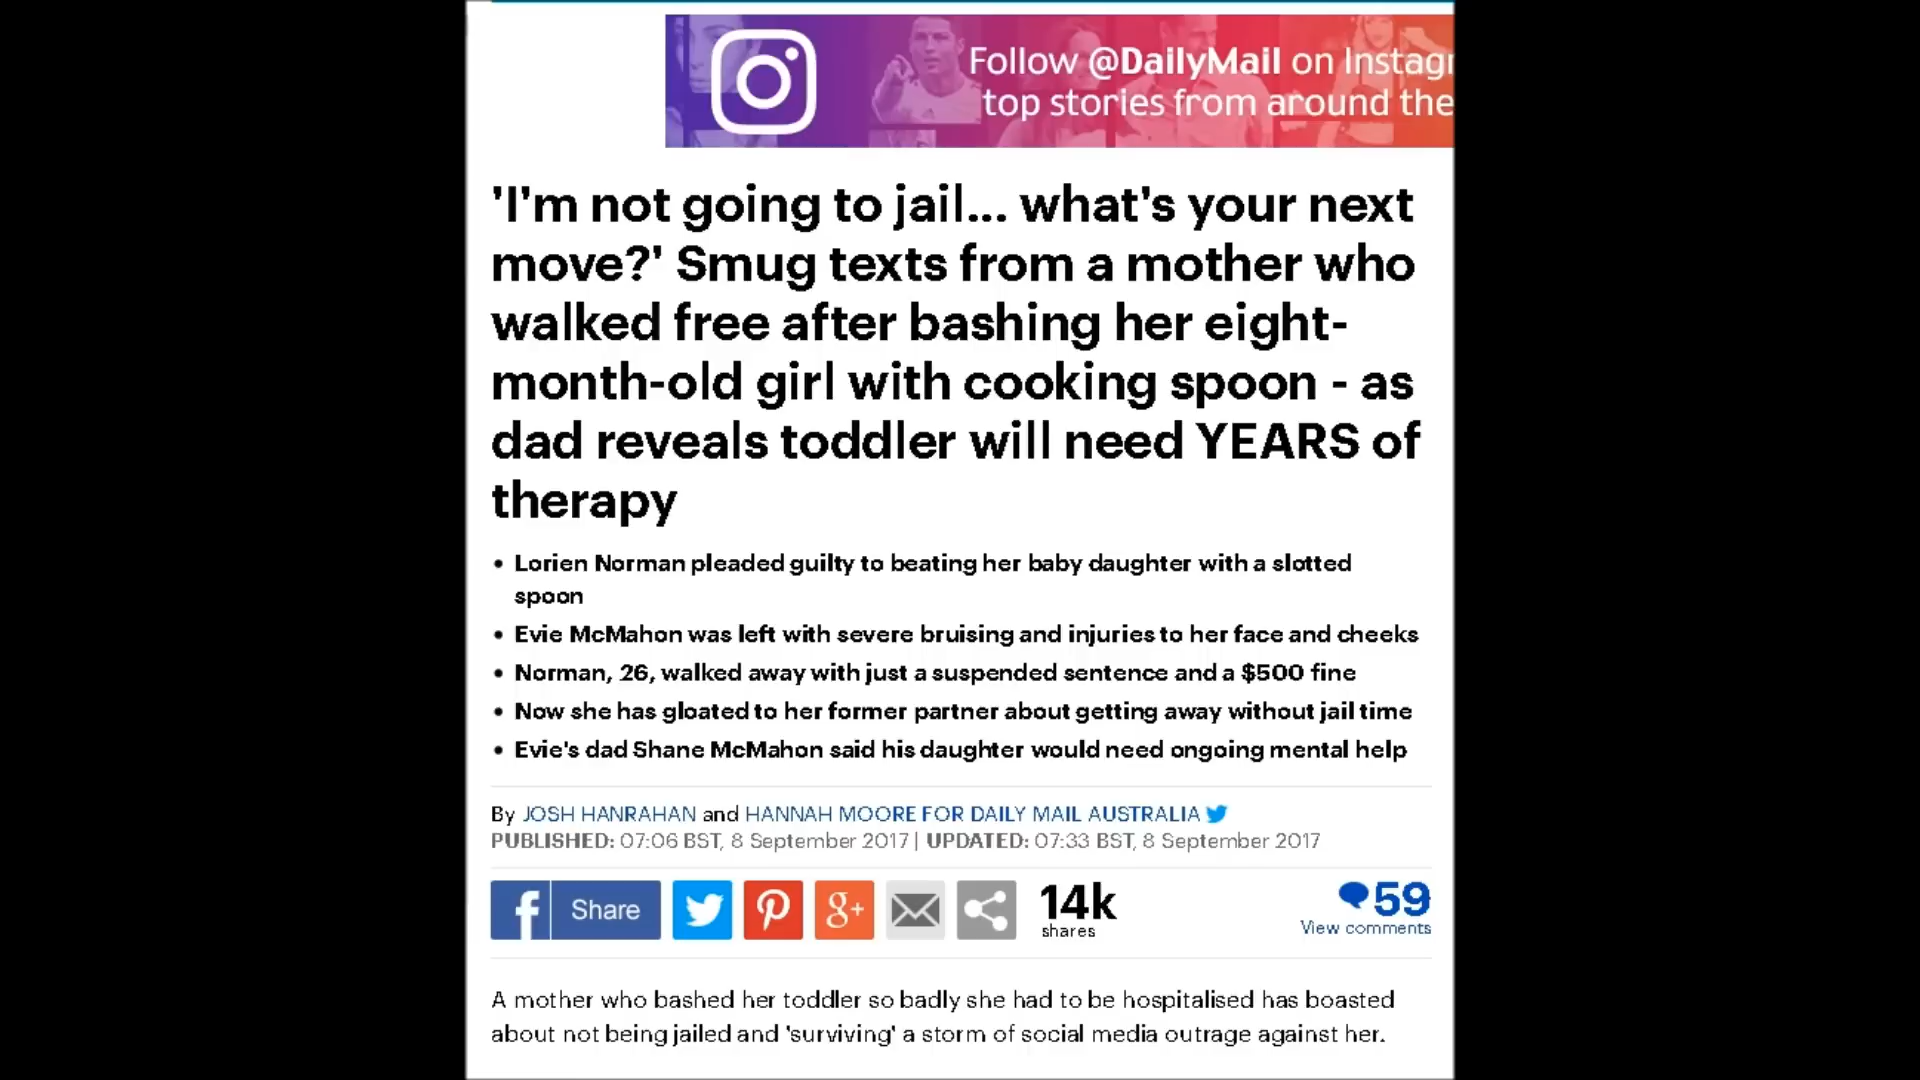 Follow @DailyMail on Instagr
top stories from around the
'I'm not going to jail... what's your next
move?' Smug texts from a mother who
walked free after bashing her eight-
month-old girl with cooking spoon - as
dad reveals toddler will need YEARS of
therapy
• Lorien Norman pleaded guilty to beating her baby daughter with a slotted
spoon
• Evie McMahon was left with severe bruising and injuries to her face and cheeks
• Norman, 26, walked away with just a suspended sentence and a $500 fine
• Now she has gloated to her former partner about getting away without jail time
• Evie's dad Shane McMahon said his daughter would need ongoing mental help
By JOSH HANRAHAN and HANNAH MOORE FOR DAILY MAIL AUSTRALIA
PUBLISHED: 07:06 BST, 8 September 2017 | UPDATED: 07:33 BST, 8 September 2017
f Share g+ 14k 59
shares View comments
A mother who bashed her toddler so badly she had to be hospitalised has boasted
about not being jailed and 'surviving' a storm of social media outrage against her.